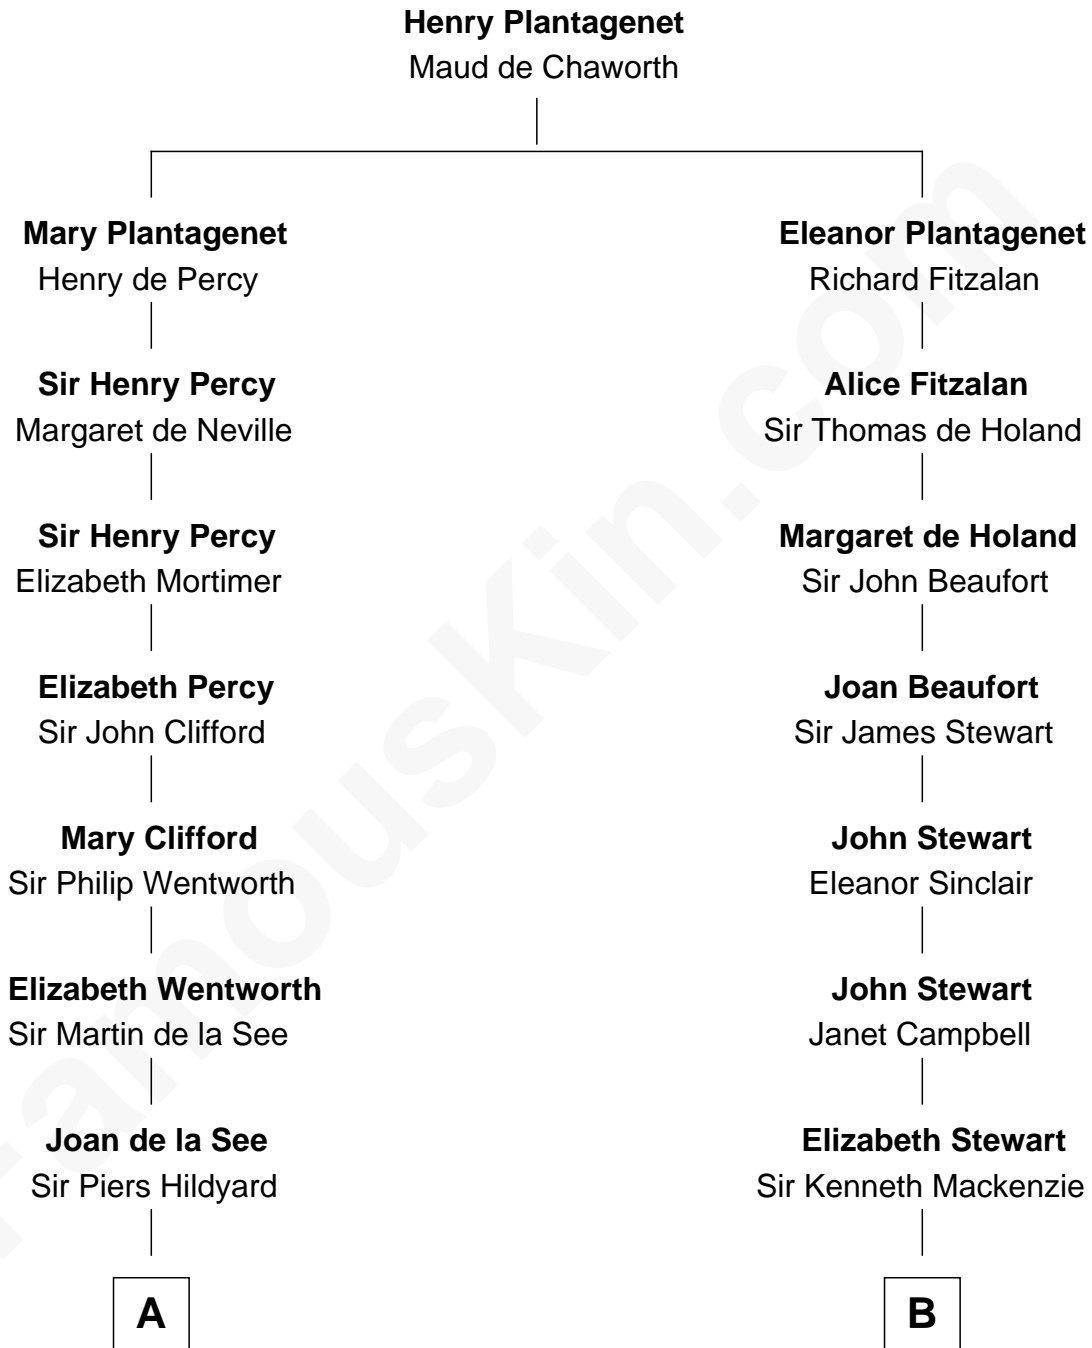 Henry Plantagenet
Maud de Chaworth
Mary Plantagenet
Henry de Percy
Sir Henry Percy
Margaret de Neville
Sir Henry Percy
Elizabeth Mortimer
Elizabeth Percy
Sir John Clifford
Mary Clifford
Sir Philip Wentworth
Elizabeth Wentworth
Sir Martin de la See
Joan de la See
Sir Piers Hildyard
A
Eleanor Plantagenet
Richard Fitzalan
Alice Fitzalan
Sir Thomas de Holand
Margaret de Holand
Sir John Beaufort
Joan Beaufort
Sir James Stewart
John Stewart
Eleanor Sinclair
John Stewart
Janet Campbell
Elizabeth Stewart
Sir Kenneth Mackenzie
B
FamousKin.com